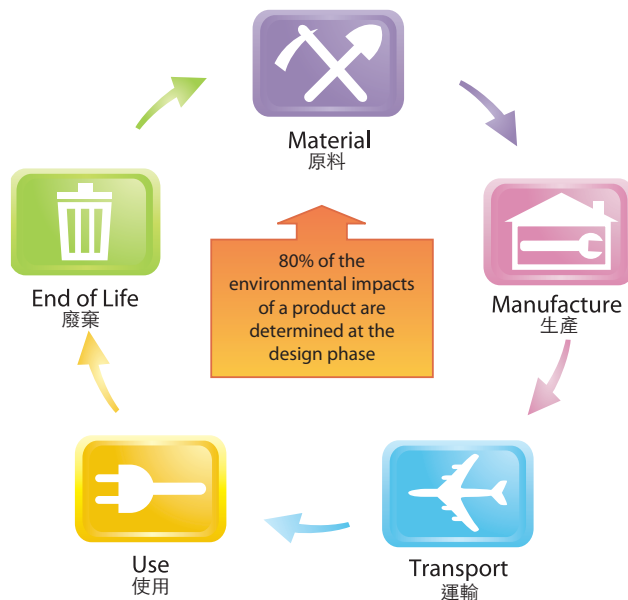 Material
原料
Manufacture
生產
Transport
運輸
Use
使用
End of Life
廢棄
80% of the
environmental impacts
of a product are
determined at the
design phase